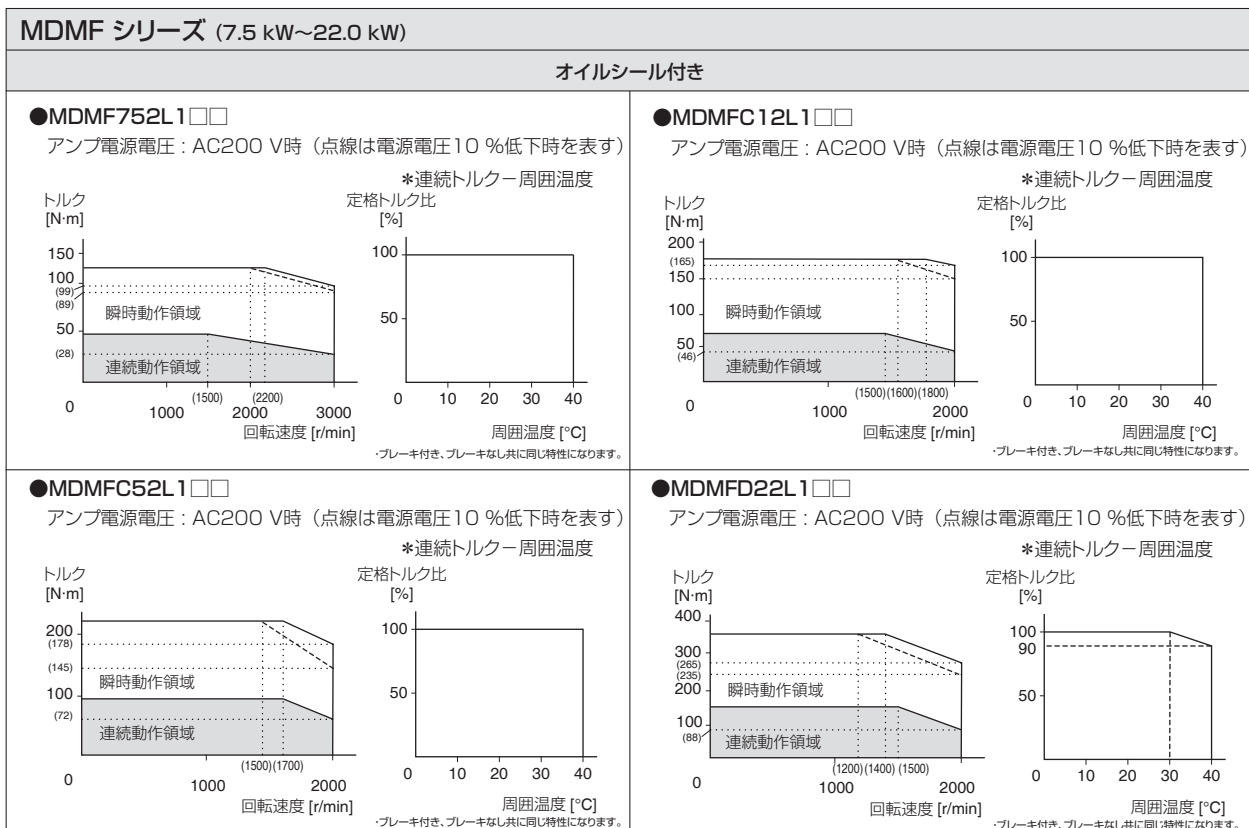 MDMF シリーズ (7.5 kW～22.0 kW)
オイルシール付き
●MDMF752L1□□
アンプ電源電圧 : AC200 V時（点線は電源電圧10 %低下時を表す）
*連続トルク－周囲温度
トルク
[N·m]
150
100
(99)
(89)
50
(28)
瞬時動作領域
連続動作領域
0
1000
(1500)
2000
(2200)
3000
回転速度 [r/min]
定格トルク比
[%]
100
50
0 10 20 30 40
周囲温度 [°C]
･ブレーキ付き、ブレーキなし共に同じ特性になります。
●MDMFC12L1□□
アンプ電源電圧 : AC200 V時（点線は電源電圧10 %低下時を表す）
*連続トルク－周囲温度
トルク
[N·m]
200
(165)
150
100
50
(46)
瞬時動作領域
連続動作領域
0
1000
(1500)(1600)(1800)
2000
回転速度 [r/min]
定格トルク比
[%]
100
50
0 10 20 30 40
周囲温度 [°C]
･ブレーキ付き、ブレーキなし共に同じ特性になります。
●MDMFC52L1□□
アンプ電源電圧 : AC200 V時（点線は電源電圧10 %低下時を表す）
*連続トルク－周囲温度
トルク
[N·m]
200
(178)
(145)
100
(72)
瞬時動作領域
連続動作領域
0
1000
(1500)(1700)
2000
回転速度 [r/min]
定格トルク比
[%]
100
50
0 10 20 30 40
周囲温度 [°C]
･ブレーキ付き、ブレーキなし共に同じ特性になります。
●MDMFD22L1□□
アンプ電源電圧 : AC200 V時（点線は電源電圧10 %低下時を表す）
*連続トルク－周囲温度
トルク
[N·m]
400
300
(265)
(235)
200
100
(88)
瞬時動作領域
連続動作領域
0
1000
(1200)(1400)(1500)
2000
回転速度 [r/min]
定格トルク比
[%]
100
90
50
0 10 20 30 40
周囲温度 [°C]
･ブレーキ付き、ブレーキなし共に同じ特性になります。